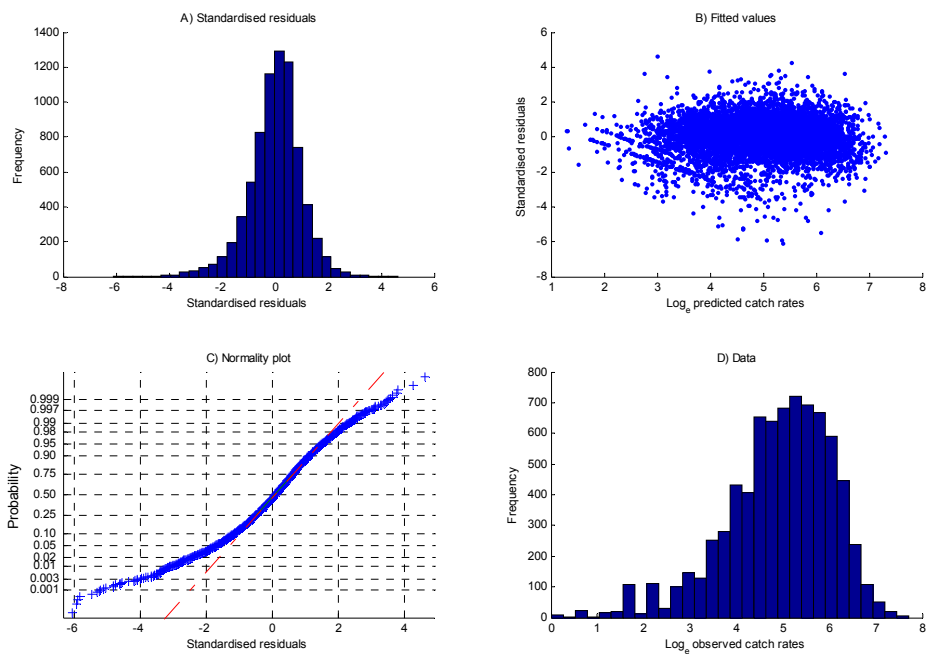 A) Standardised residuals
1400
1200
1000
800
600
400
200
0
Frequency
-8 -6 -4 -2 0 2 4 6
Standardised residuals
B) Fitted values
6
4
2
0
-2
-4
-6
-8
Standardised residuals
1 2 3 4 5 6 7 8
Loge predicted catch rates
C) Normality plot
0.999
0.997
0.99
0.98
0.95
0.90
0.75
0.50
0.25
0.10
0.05
0.02
0.01
0.003
0.001
Probability
-6 -4 -2 0 2 4
Standardised residuals
D) Data
800
700
600
500
400
300
200
100
0
Frequency
0 1 2 3 4 5 6 7 8
Loge observed catch rates